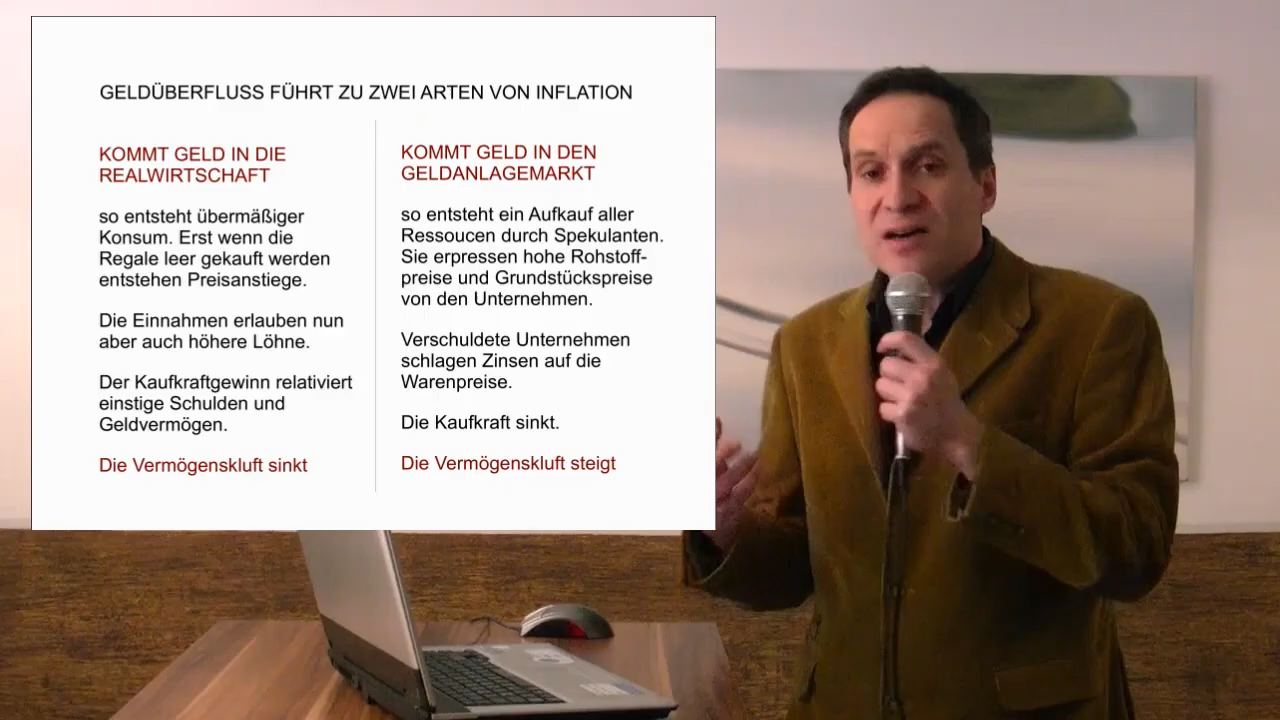 GELDÜBERFLUSS FÜHRT ZU ZWEI ARTEN VON INFLATION
KOMMT GELD IN DIE
REALWIRTSCHAFT
so entsteht übermäßiger
Konsum. Erst wenn die
Regale leer gekauft werden
entstehen Preisanstiege.
Die Einnahmen erlauben nun
aber auch höhere Löhne.
Der Kaufkraftgewinn relativiert
einstige Schulden und
Geldvermögen.
Die Vermögenskluft sinkt
KOMMT GELD IN DEN
GELDANLAGEMARKT
so entsteht ein Aufkauf aller
Ressoucen durch Spekulanten.
Sie erpressen hohe Rohstoff-
preise und Grundstückspreise
von den Unternehmen.
Verschuldete Unternehmen
schlagen Zinsen auf die
Warenpreise.
Die Kaufkraft sinkt.
Die Vermögenskluft steigt